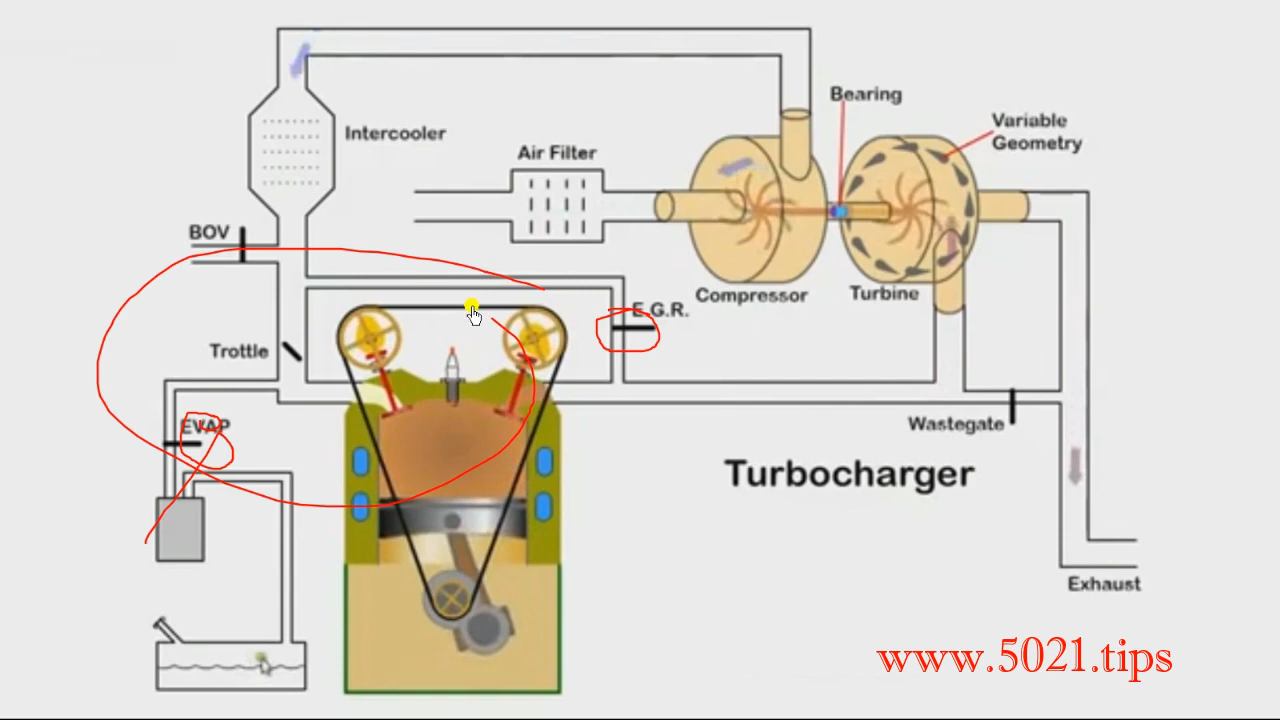 Bearing
Variable
Geometry
Intercooler
Air Filter
BOV
Compressor
Turbine
E.G.R.
Trottle
EVAP
Wastegate
Turbocharger
Exhaust
www.5021.tips